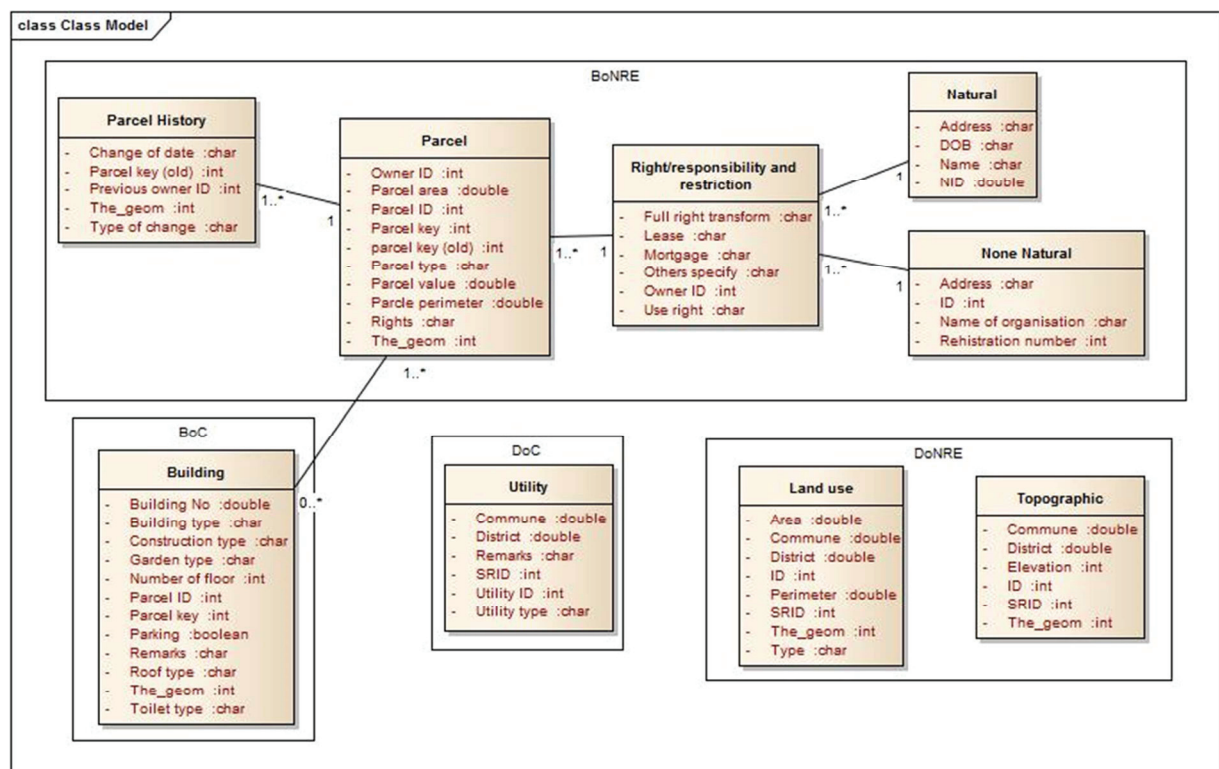 class Class Model
BoNRE
Parcel History
- Change of date :char
- Parcel key (old) :int
- Previous owner ID :int
- The_geom :int
- Type of change :char
1..*
1
Parcel
- Owner ID :int
- Parcel area :double
- Parcel ID :int
- Parcel key :int
- parcel key (old) :int
- Parcel type :char
- Parcel value :double
- Parcle perimeter :double
- Rights :char
- The_geom :int
1..*
1
Right/responsibility and
restriction
- Full right transform :char
- Lease :char
- Mortgage :char
- Others specify :char
- Owner ID :int
- Use right :char
1..*
1
1..*
1
Natural
- Address :char
- DOB :char
- Name :char
- NID :double
None Natural
- Address :char
- ID :int
- Name of organisation :char
- Rehistration number :int
1..*
0..*
BoC
Building
- Building No :double
- Building type :char
- Construction type :char
- Garden type :char
- Number of floor :int
- Parcel ID :int
- Parcel key :int
- Parking :boolean
- Remarks :char
- Roof type :char
- The_geom :int
- Toilet type :char
DoC
Utility
- Commune :double
- District :double
- Remarks :char
- SRID :int
- Utility ID :int
- Utility type :char
DoNRE
Land use
- Area :double
- Commune :double
- District :double
- ID :int
- Perimeter :double
- SRID :int
- The_geom :int
- Type :char
Topographic
- Commune :double
- District :double
- Elevation :int
- ID :int
- SRID :int
- The_geom :int